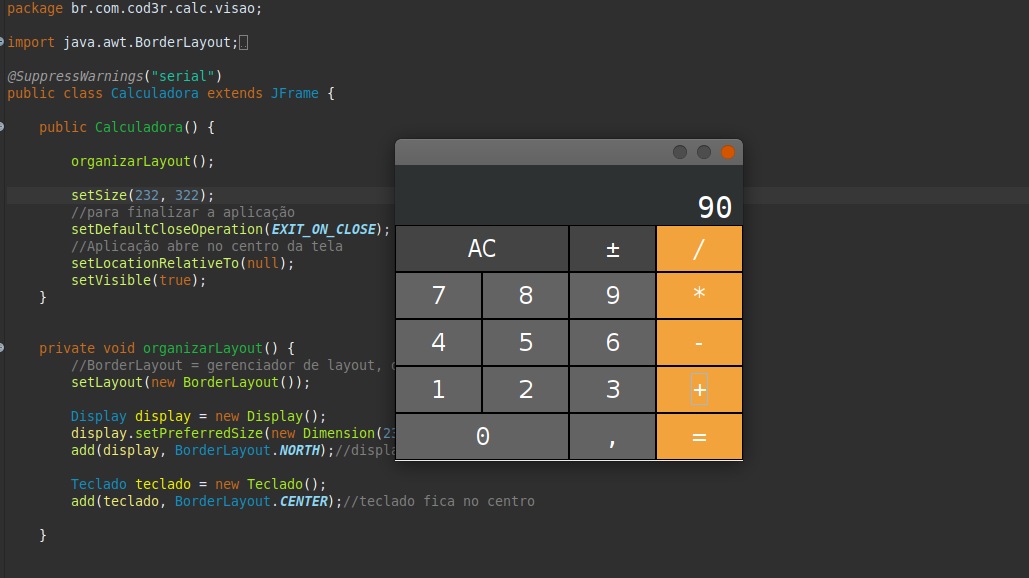 package br.com.cod3r.calc.visao;
import java.awt.BorderLayout;
@SuppressWarnings("serial")
public class Calculadora extends JFrame {
public Calculadora() {
organizarLayout();
setSize(232, 322);
//para finalizar a aplicação
setDefaultCloseOperation(EXIT_ON_CLOSE);
//Aplicação abre no centro da tela
setLocationRelativeTo(null);
setVisible(true);
}
private void organizarLayout() {
//BorderLayout = gerenciador de layout,
setLayout(new BorderLayout());
Display display = new Display();
display.setPreferredSize(new Dimension(23
add(display, BorderLayout.NORTH);//displa
Teclado teclado = new Teclado();
add(teclado, BorderLayout.CENTER);//teclado fica no centro
}
90
AC ± /
7 8 9 *
4 5 6 -
1 2 3 +
0 , =